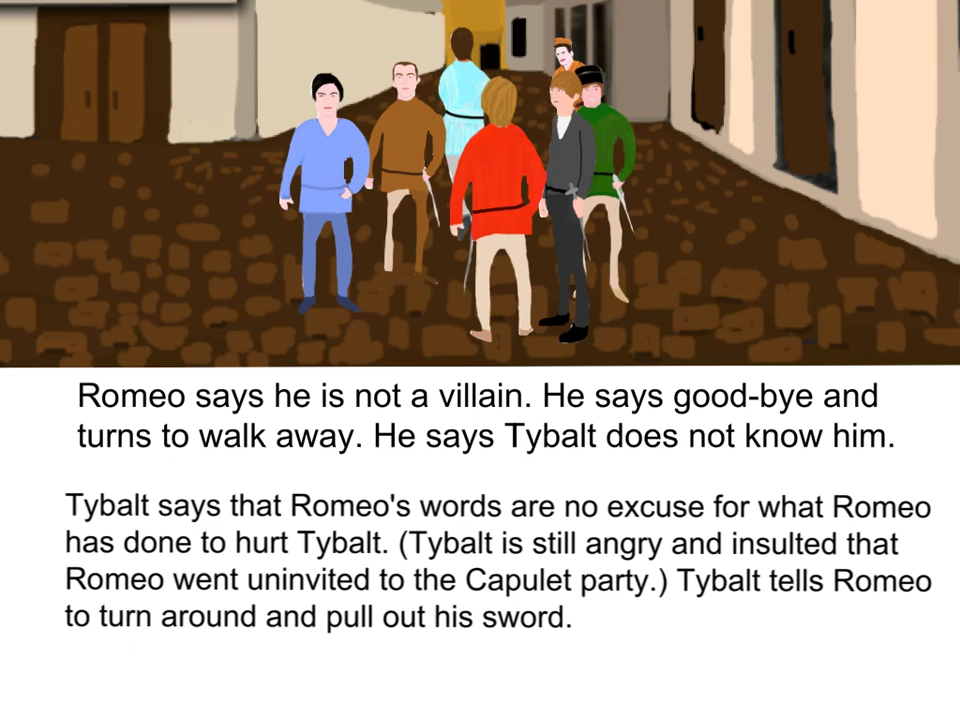 Romeo says he is not a villain. He says good-bye and
turns to walk away. He says Tybalt does not know him.
Tybalt says that Romeo's words are no excuse for what Romeo
has done to hurt Tybalt. (Tybalt is still angry and insulted that
Romeo went uninvited to the Capulet party.) Tybalt tells Romeo
to turn around and pull out his sword.